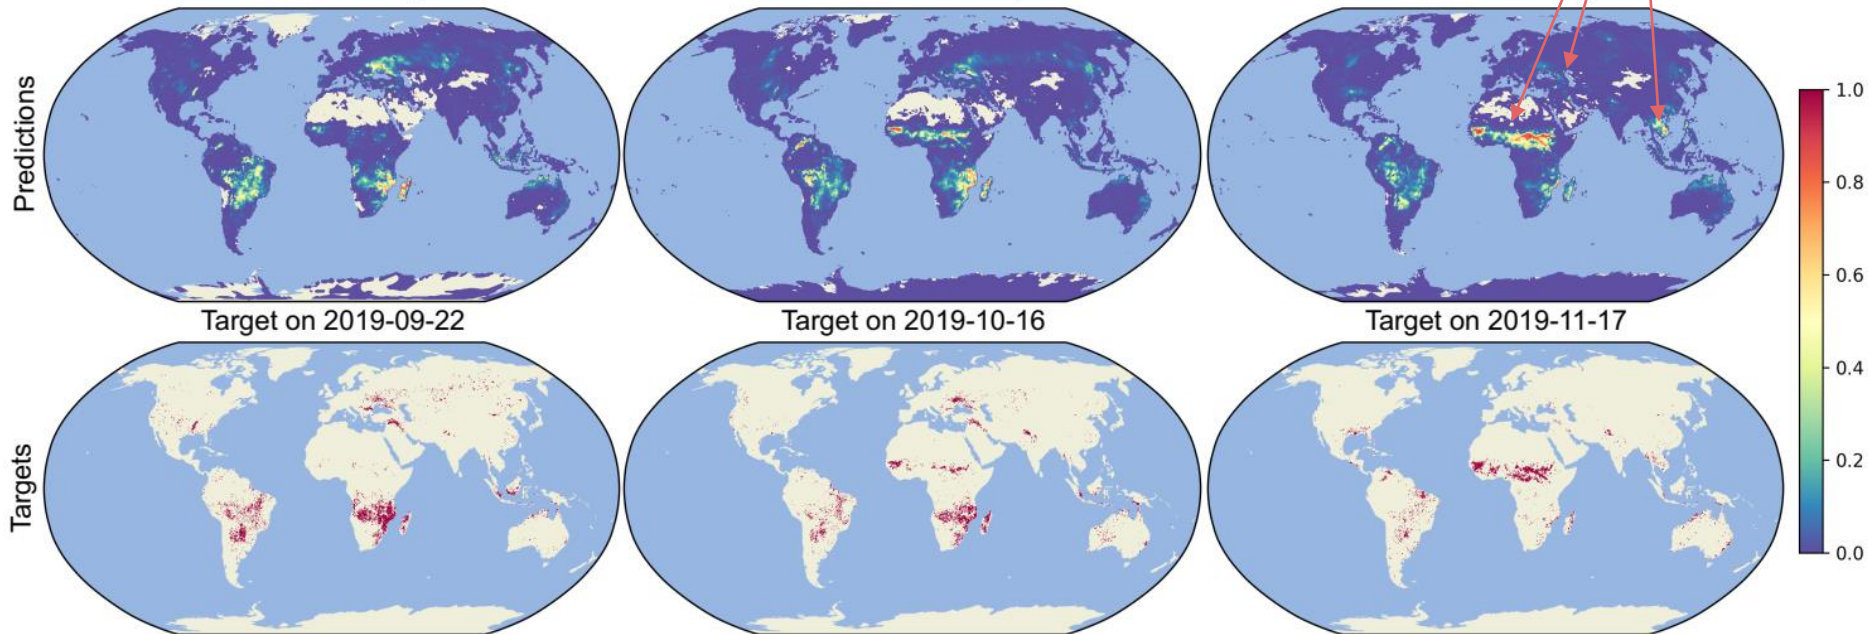 Predictions
Target on 2019-09-22
Target on 2019-10-16
Target on 2019-11-17
Targets
1.0
0.8
0.6
0.4
0.2
0.0